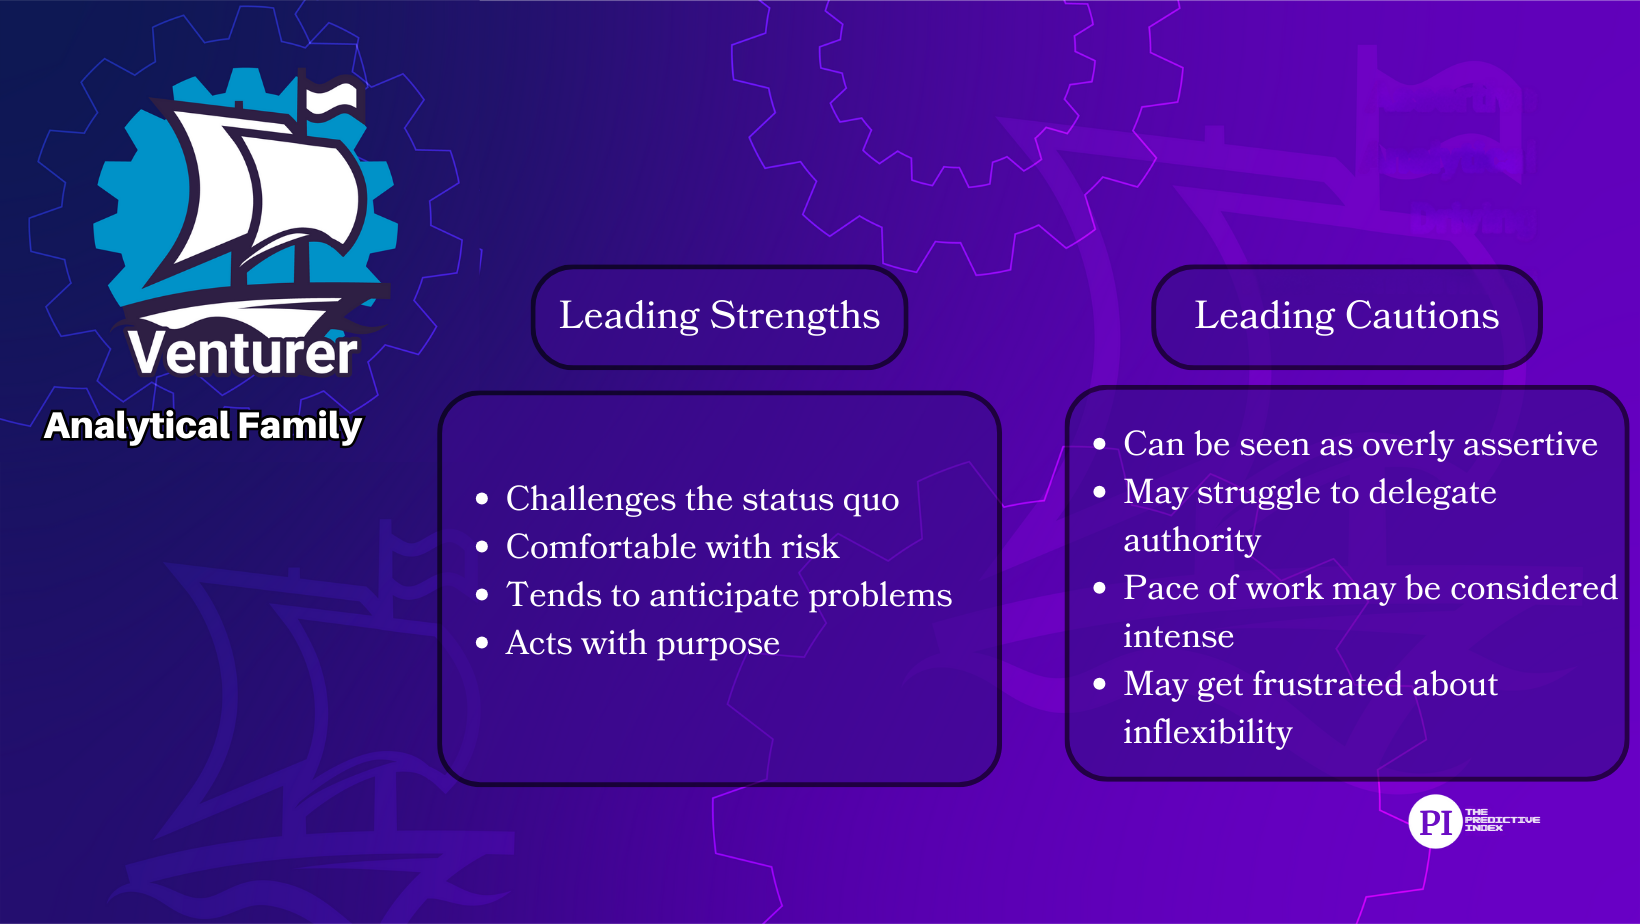 Venturer
Analytical Family
Leading Strengths
• Challenges the status quo
• Comfortable with risk
• Tends to anticipate problems
• Acts with purpose
Leading Cautions
• Can be seen as overly assertive
• May struggle to delegate
authority
• Pace of work may be considered
intense
• May get frustrated about
inflexibility
PI
THE
PREDICTIVE
INDEX